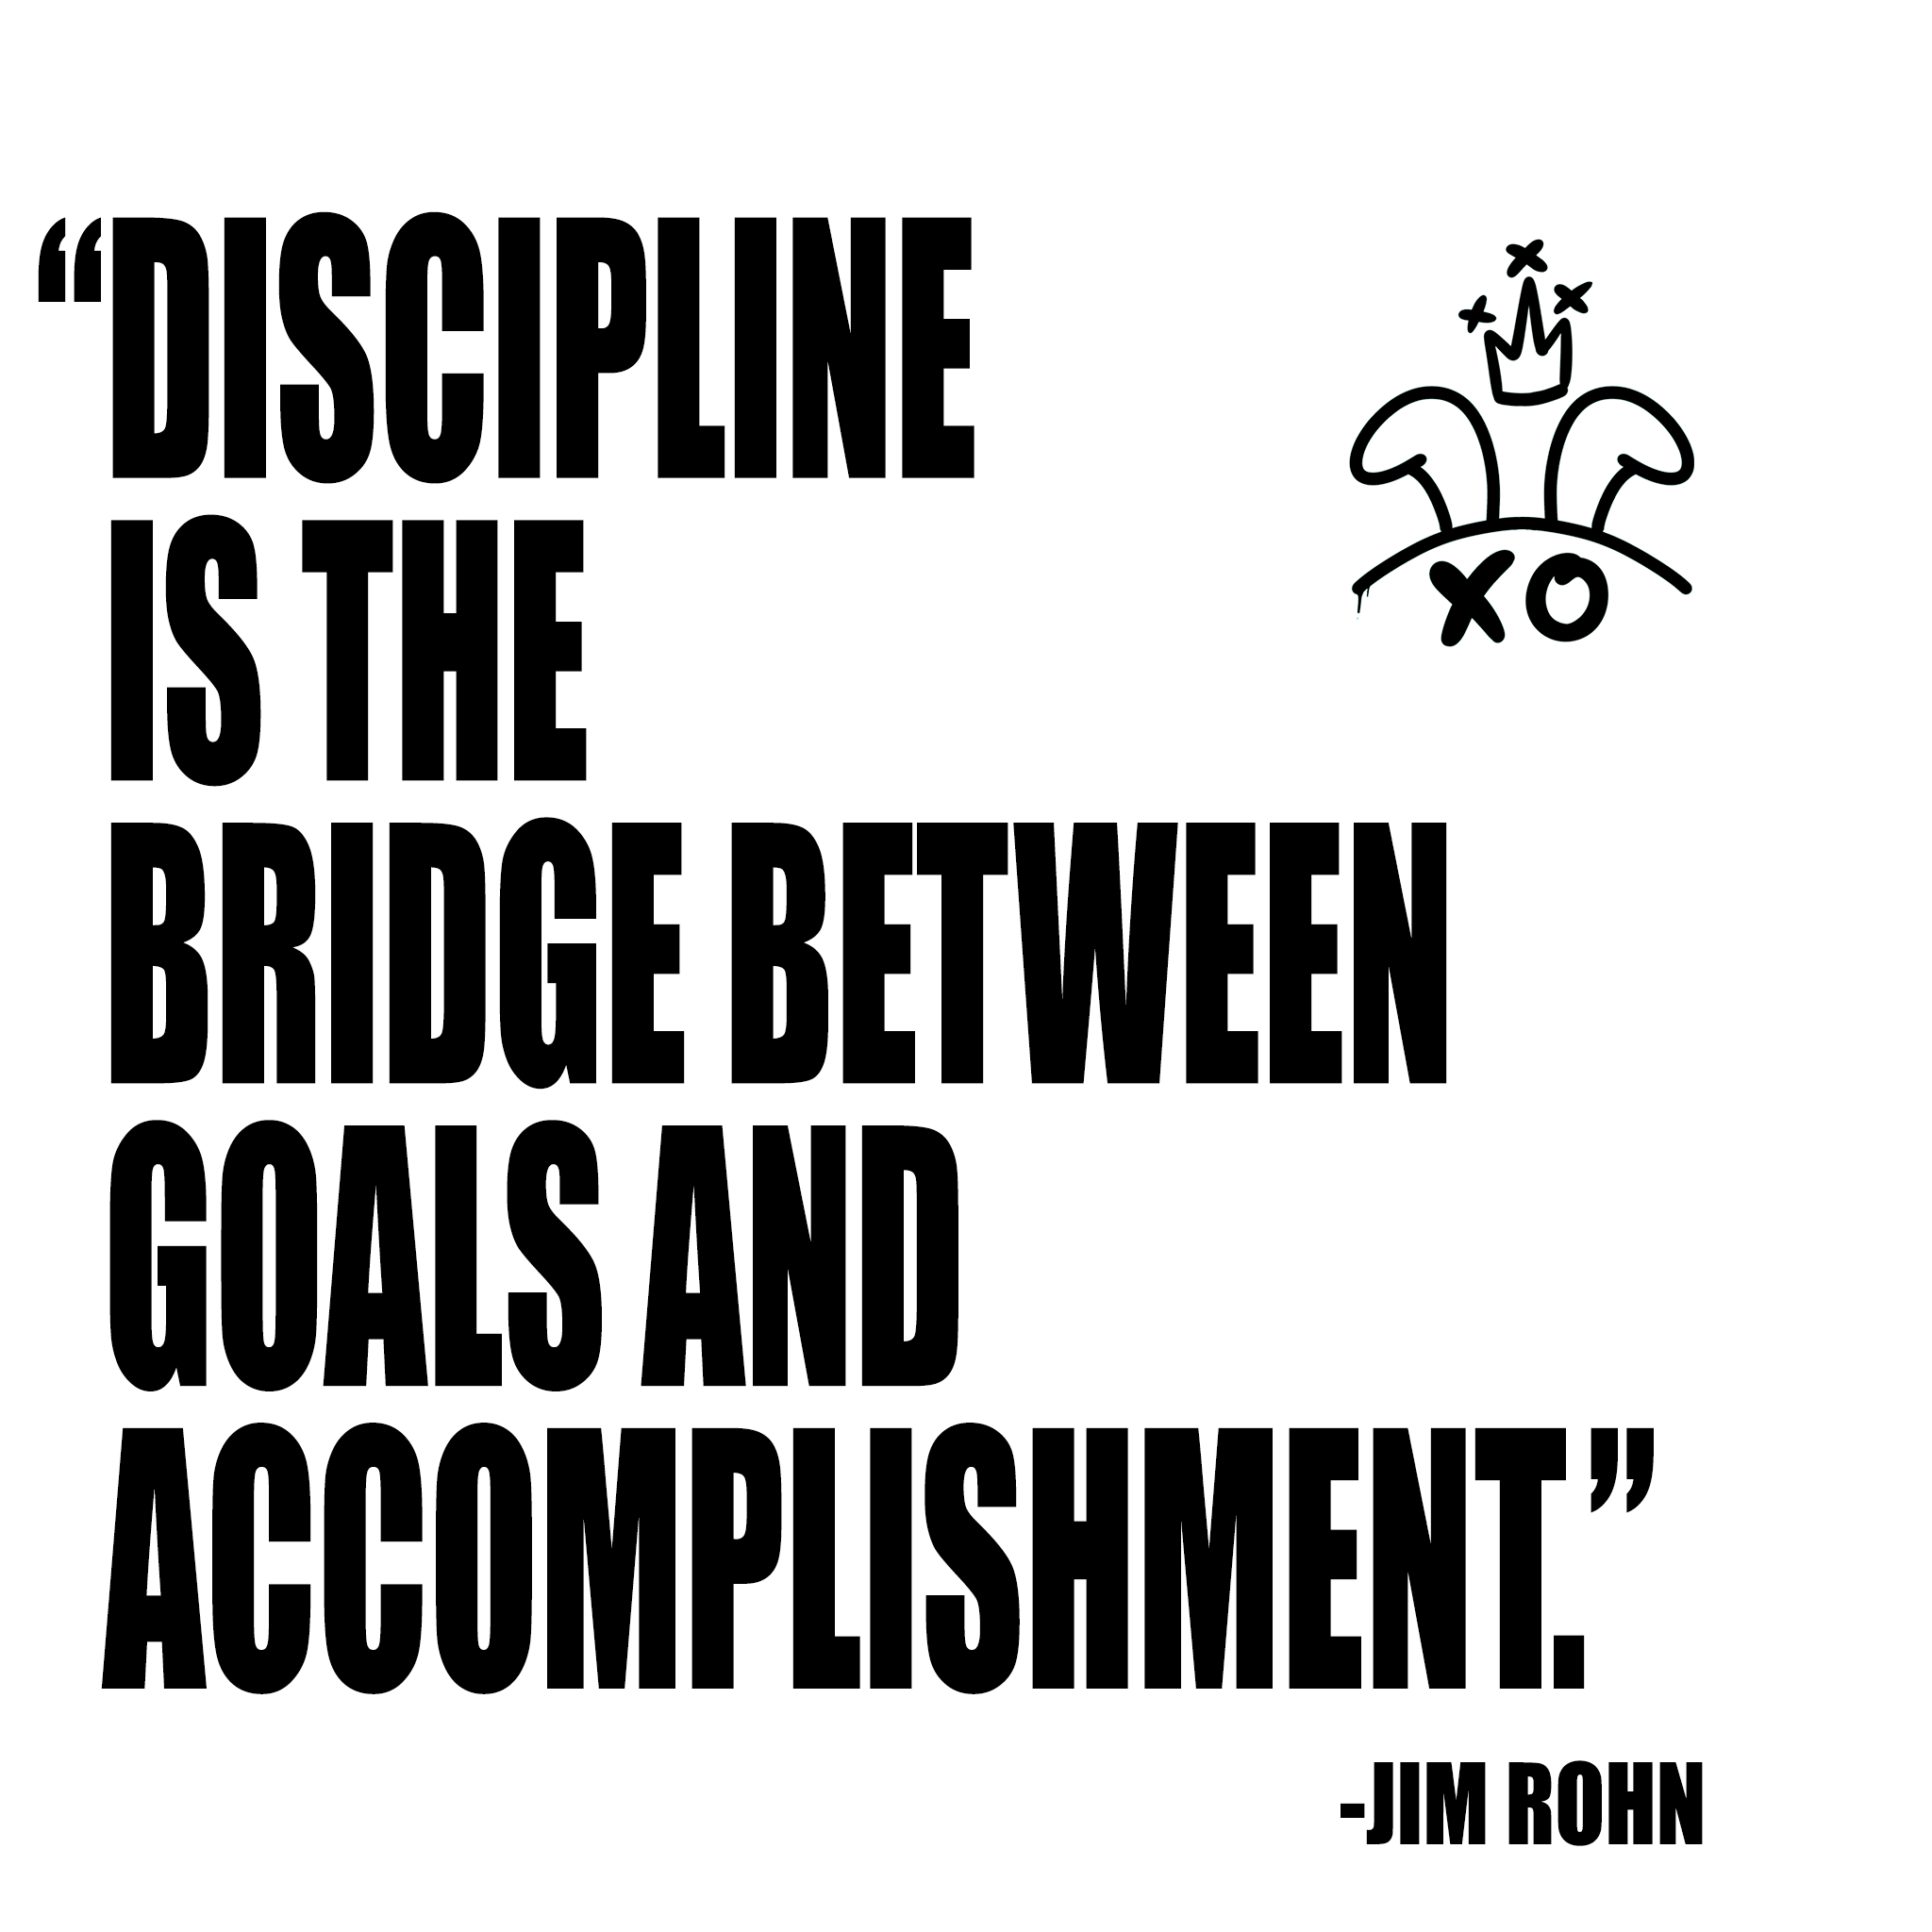 “DISCIPLINE
IS THE
XO
BRIDGE BETWEEN
GOALS AND
ACCOMPLISHMENT.”
-JIM ROHN